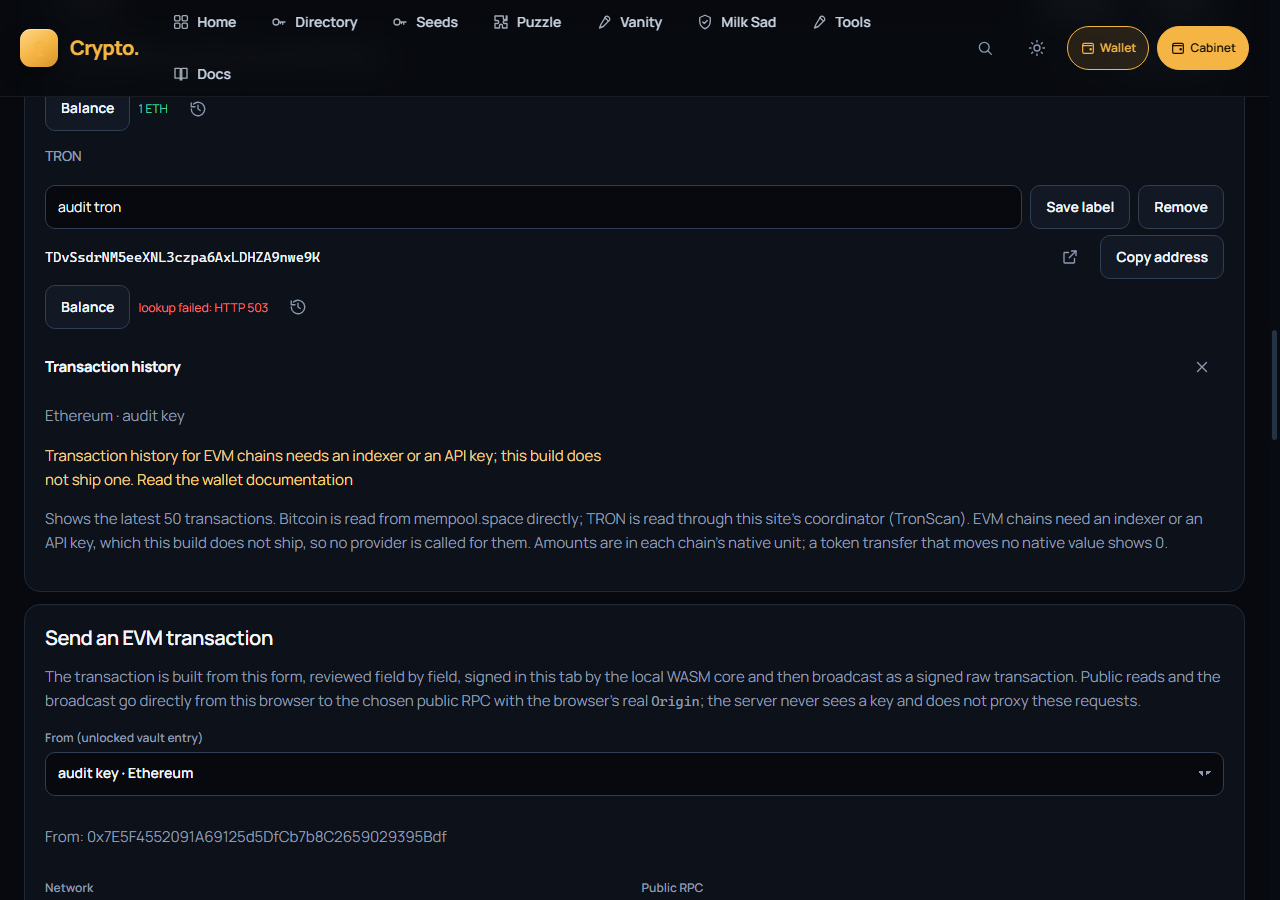 Crypto.
Home
Directory
Seeds
Puzzle
Vanity
Milk Sad
Tools
Docs
Wallet
Cabinet
Balance
1 ETH
TRON
audit tron
Save label
Remove
TDvSsdrNM5eeXNL3czpa6AxLDHZA9nwe9K
Copy address
Balance
lookup failed: HTTP 503
Transaction history
Ethereum · audit key
Transaction history for EVM chains needs an indexer or an API key; this build does
not ship one. Read the wallet documentation
Shows the latest 50 transactions. Bitcoin is read from mempool.space directly; TRON is read through this site's coordinator (TronScan). EVM chains need an indexer or an
API key, which this build does not ship, so no provider is called for them. Amounts are in each chain's native unit; a token transfer that moves no native value shows 0.
Send an EVM transaction
The transaction is built from this form, reviewed field by field, signed in this tab by the local WASM core and then broadcast as a signed raw transaction. Public reads and the
broadcast go directly from this browser to the chosen public RPC with the browser's real Origin; the server never sees a key and does not proxy these requests.
From (unlocked vault entry)
audit key · Ethereum
From: 0x7E5F4552091A69125d5DfCb7b8C2659029395Bdf
Network
Public RPC